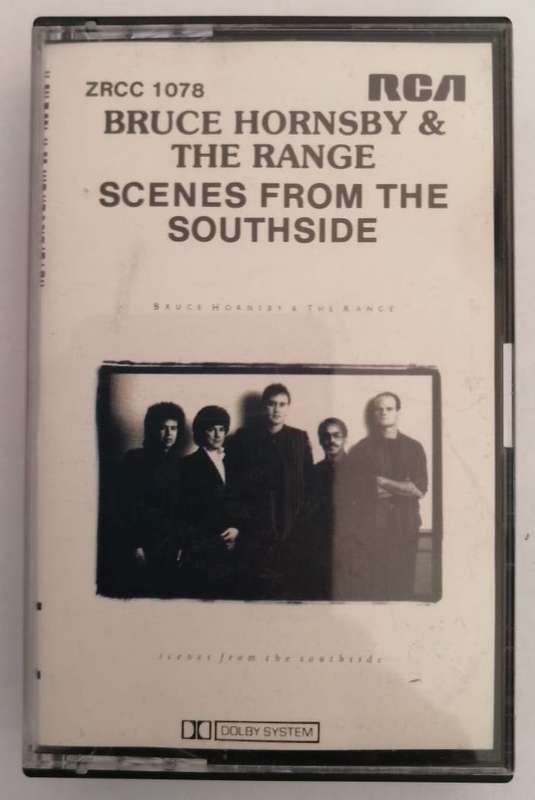 ZRCC 1078
RCA
BRUCE HORNSBY &
THE RANGE
SCENES FROM THE
SOUTHSIDE
BRUCE HORNSBY & THE RANGE
scenes from the southside
DOLBY SYSTEM